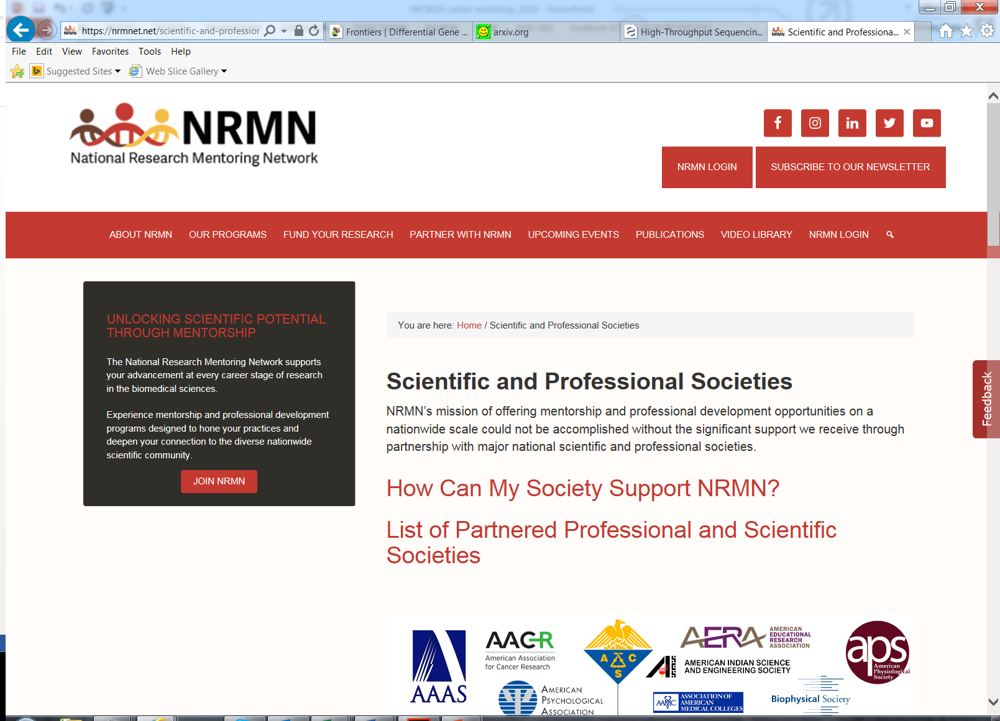 https://nrmnet.net/scientific-and-professior
Frontiers | Differential Gene ...
arxiv.org
High-Throughput Sequencin...
Scientific and Professiona...
File Edit View Favorites Tools Help
Suggested Sites
Web Slice Gallery
NRMN
National Research Mentoring Network
NRMN LOGIN
SUBSCRIBE TO OUR NEWSLETTER
ABOUT NRMN OUR PROGRAMS FUND YOUR RESEARCH PARTNER WITH NRMN UPCOMING EVENTS PUBLICATIONS VIDEO LIBRARY NRMN LOGIN
UNLOCKING SCIENTIFIC POTENTIAL
THROUGH MENTORSHIP
The National Research Mentoring Network supports
your advancement at every career stage of research
in the biomedical sciences.
Experience mentorship and professional development
programs designed to hone your practices and
deepen your connection to the diverse nationwide
scientific community.
JOIN NRMN
You are here: Home / Scientific and Professional Societies
Scientific and Professional Societies
NRMN's mission of offering mentorship and professional development opportunities on a
nationwide scale could not be accomplished without the significant support we receive through
partnership with major national scientific and professional societies.
How Can My Society Support NRMN?
List of Partnered Professional and Scientific
Societies
Feedback
AAAS
AACR
American Association
for Cancer Research
ACS
AERA
AMERICAN
EDUCATIONAL
RESEARCH
ASSOCIATION
AMERICAN INDIAN SCIENCE
AND ENGINEERING SOCIETY
aps
American
Physiological
Society
AMERICAN
PSYCHOLOGICAL
ASSOCIATION
AAMC
ASSOCIATION OF
AMERICAN
MEDICAL COLLEGES
Biophysical Society